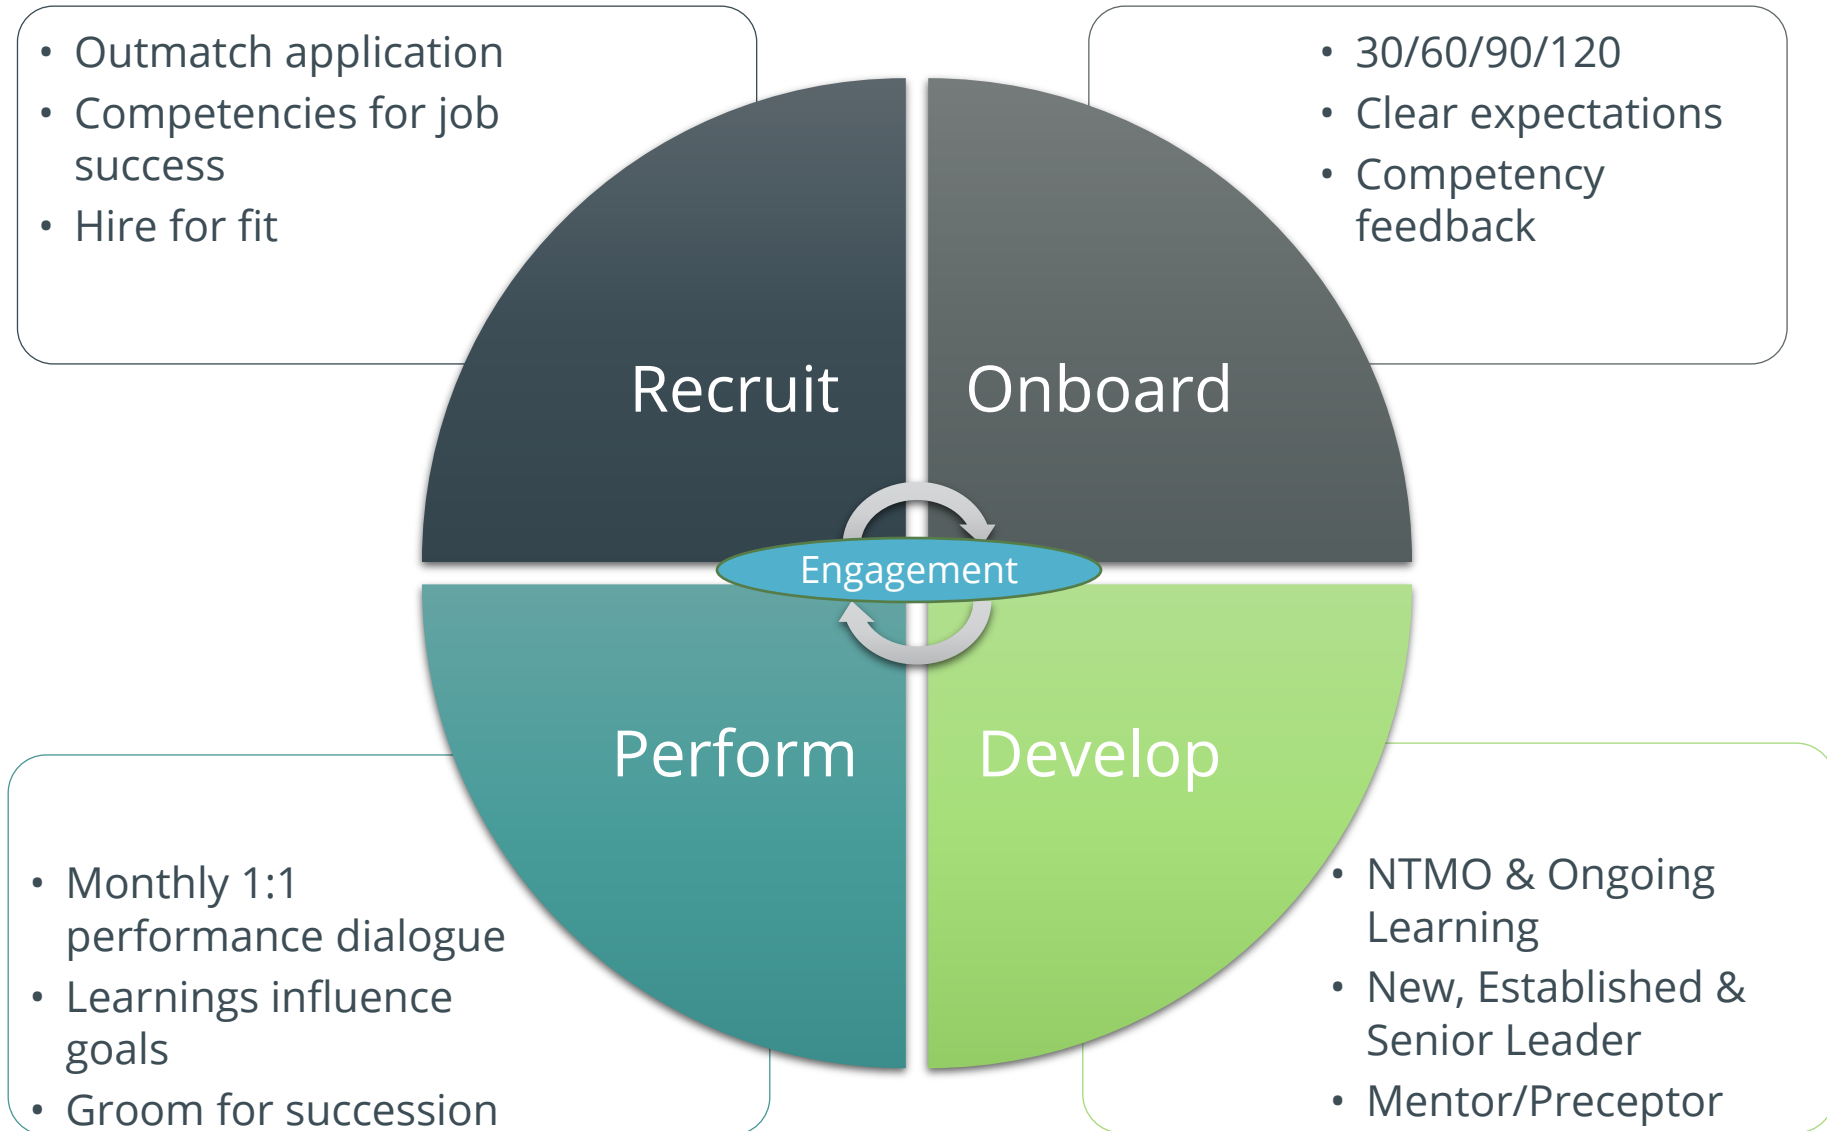 • Outmatch application
• Competencies for job
success
• Hire for fit
• 30/60/90/120
• Clear expectations
• Competency
feedback
Recruit
Onboard
Engagement
Perform
Develop
• Monthly 1:1
performance dialogue
• Learnings influence
goals
• Groom for succession
• NTMO & Ongoing
Learning
• New, Established &
Senior Leader
• Mentor/Preceptor